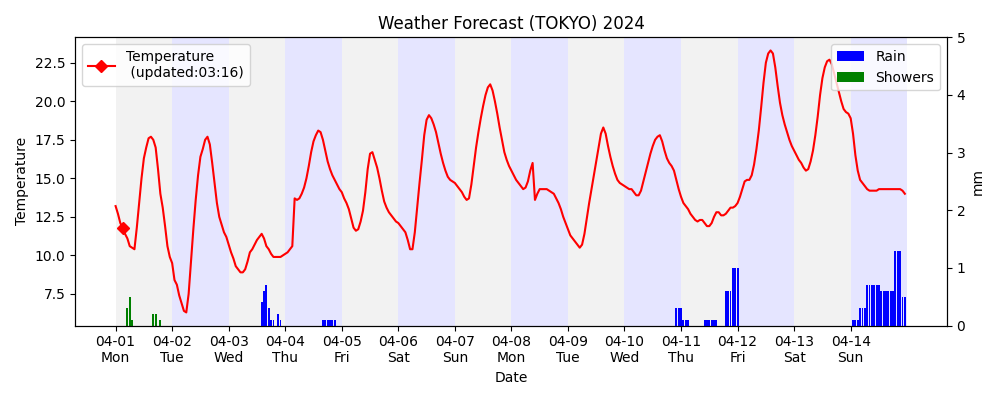 Weather Forecast (TOKYO) 2024
Temperature
(updated:03:16)
Rain
Showers
Temperature
22.5
20.0
17.5
15.0
12.5
10.0
7.5
5
4
3
2
1
0
mm
04-01 04-02 04-03 04-04 04-05 04-06 04-07 04-08 04-09 04-10 04-11 04-12 04-13 04-14
Mon Tue Wed Thu Fri Sat Sun Mon Tue Wed Thu Fri Sat Sun
Date